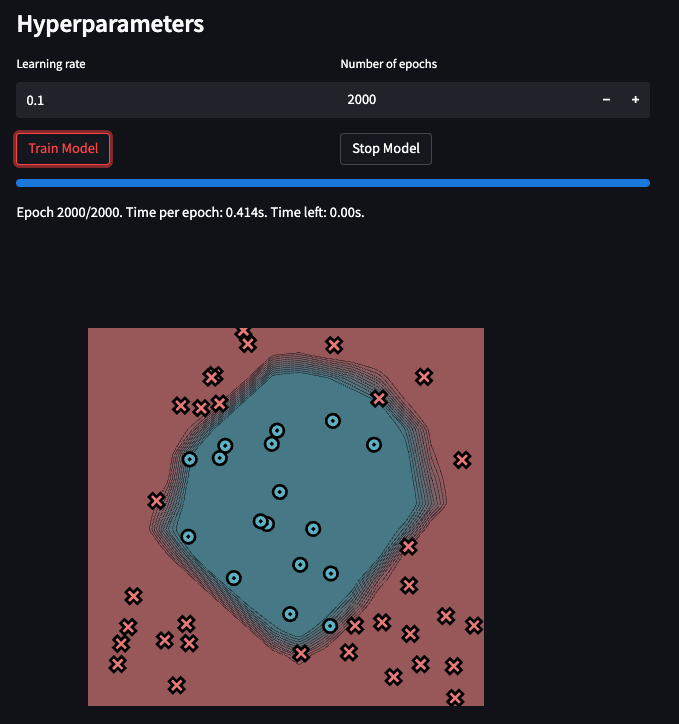 Hyperparameters
Learning rate
Number of epochs
0.1
2000
−
+
Train Model
Stop Model
Epoch 2000/2000. Time per epoch: 0.414s. Time left: 0.00s.